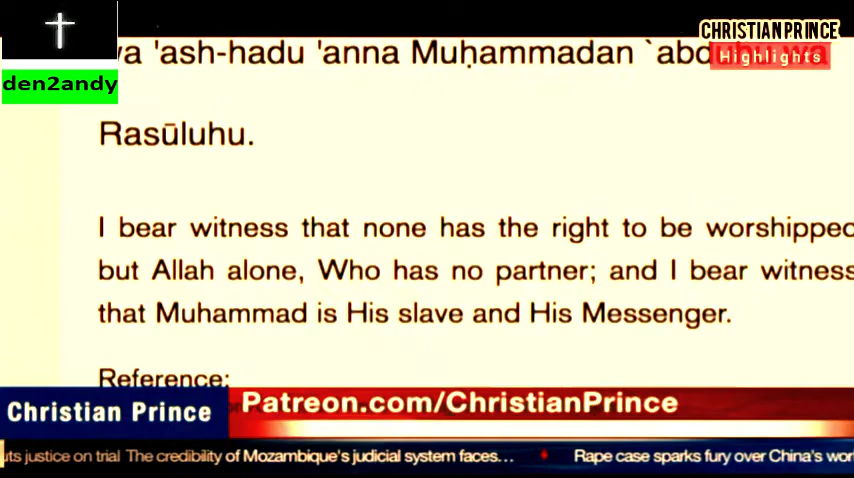 CHRISTIAN PRINCE
Highlights
den2andy
'ash-hadu 'anna Muḥammadan `abduhu wa
Rasūluhu.
I bear witness that none has the right to be worshipped
but Allah alone, Who has no partner; and I bear witness
that Muhammad is His slave and His Messenger.
Reference:
Christian Prince
Patreon.com/ChristianPrince
justice on trial The credibility of Mozambique's judicial system faces... Rape case sparks fury over China's